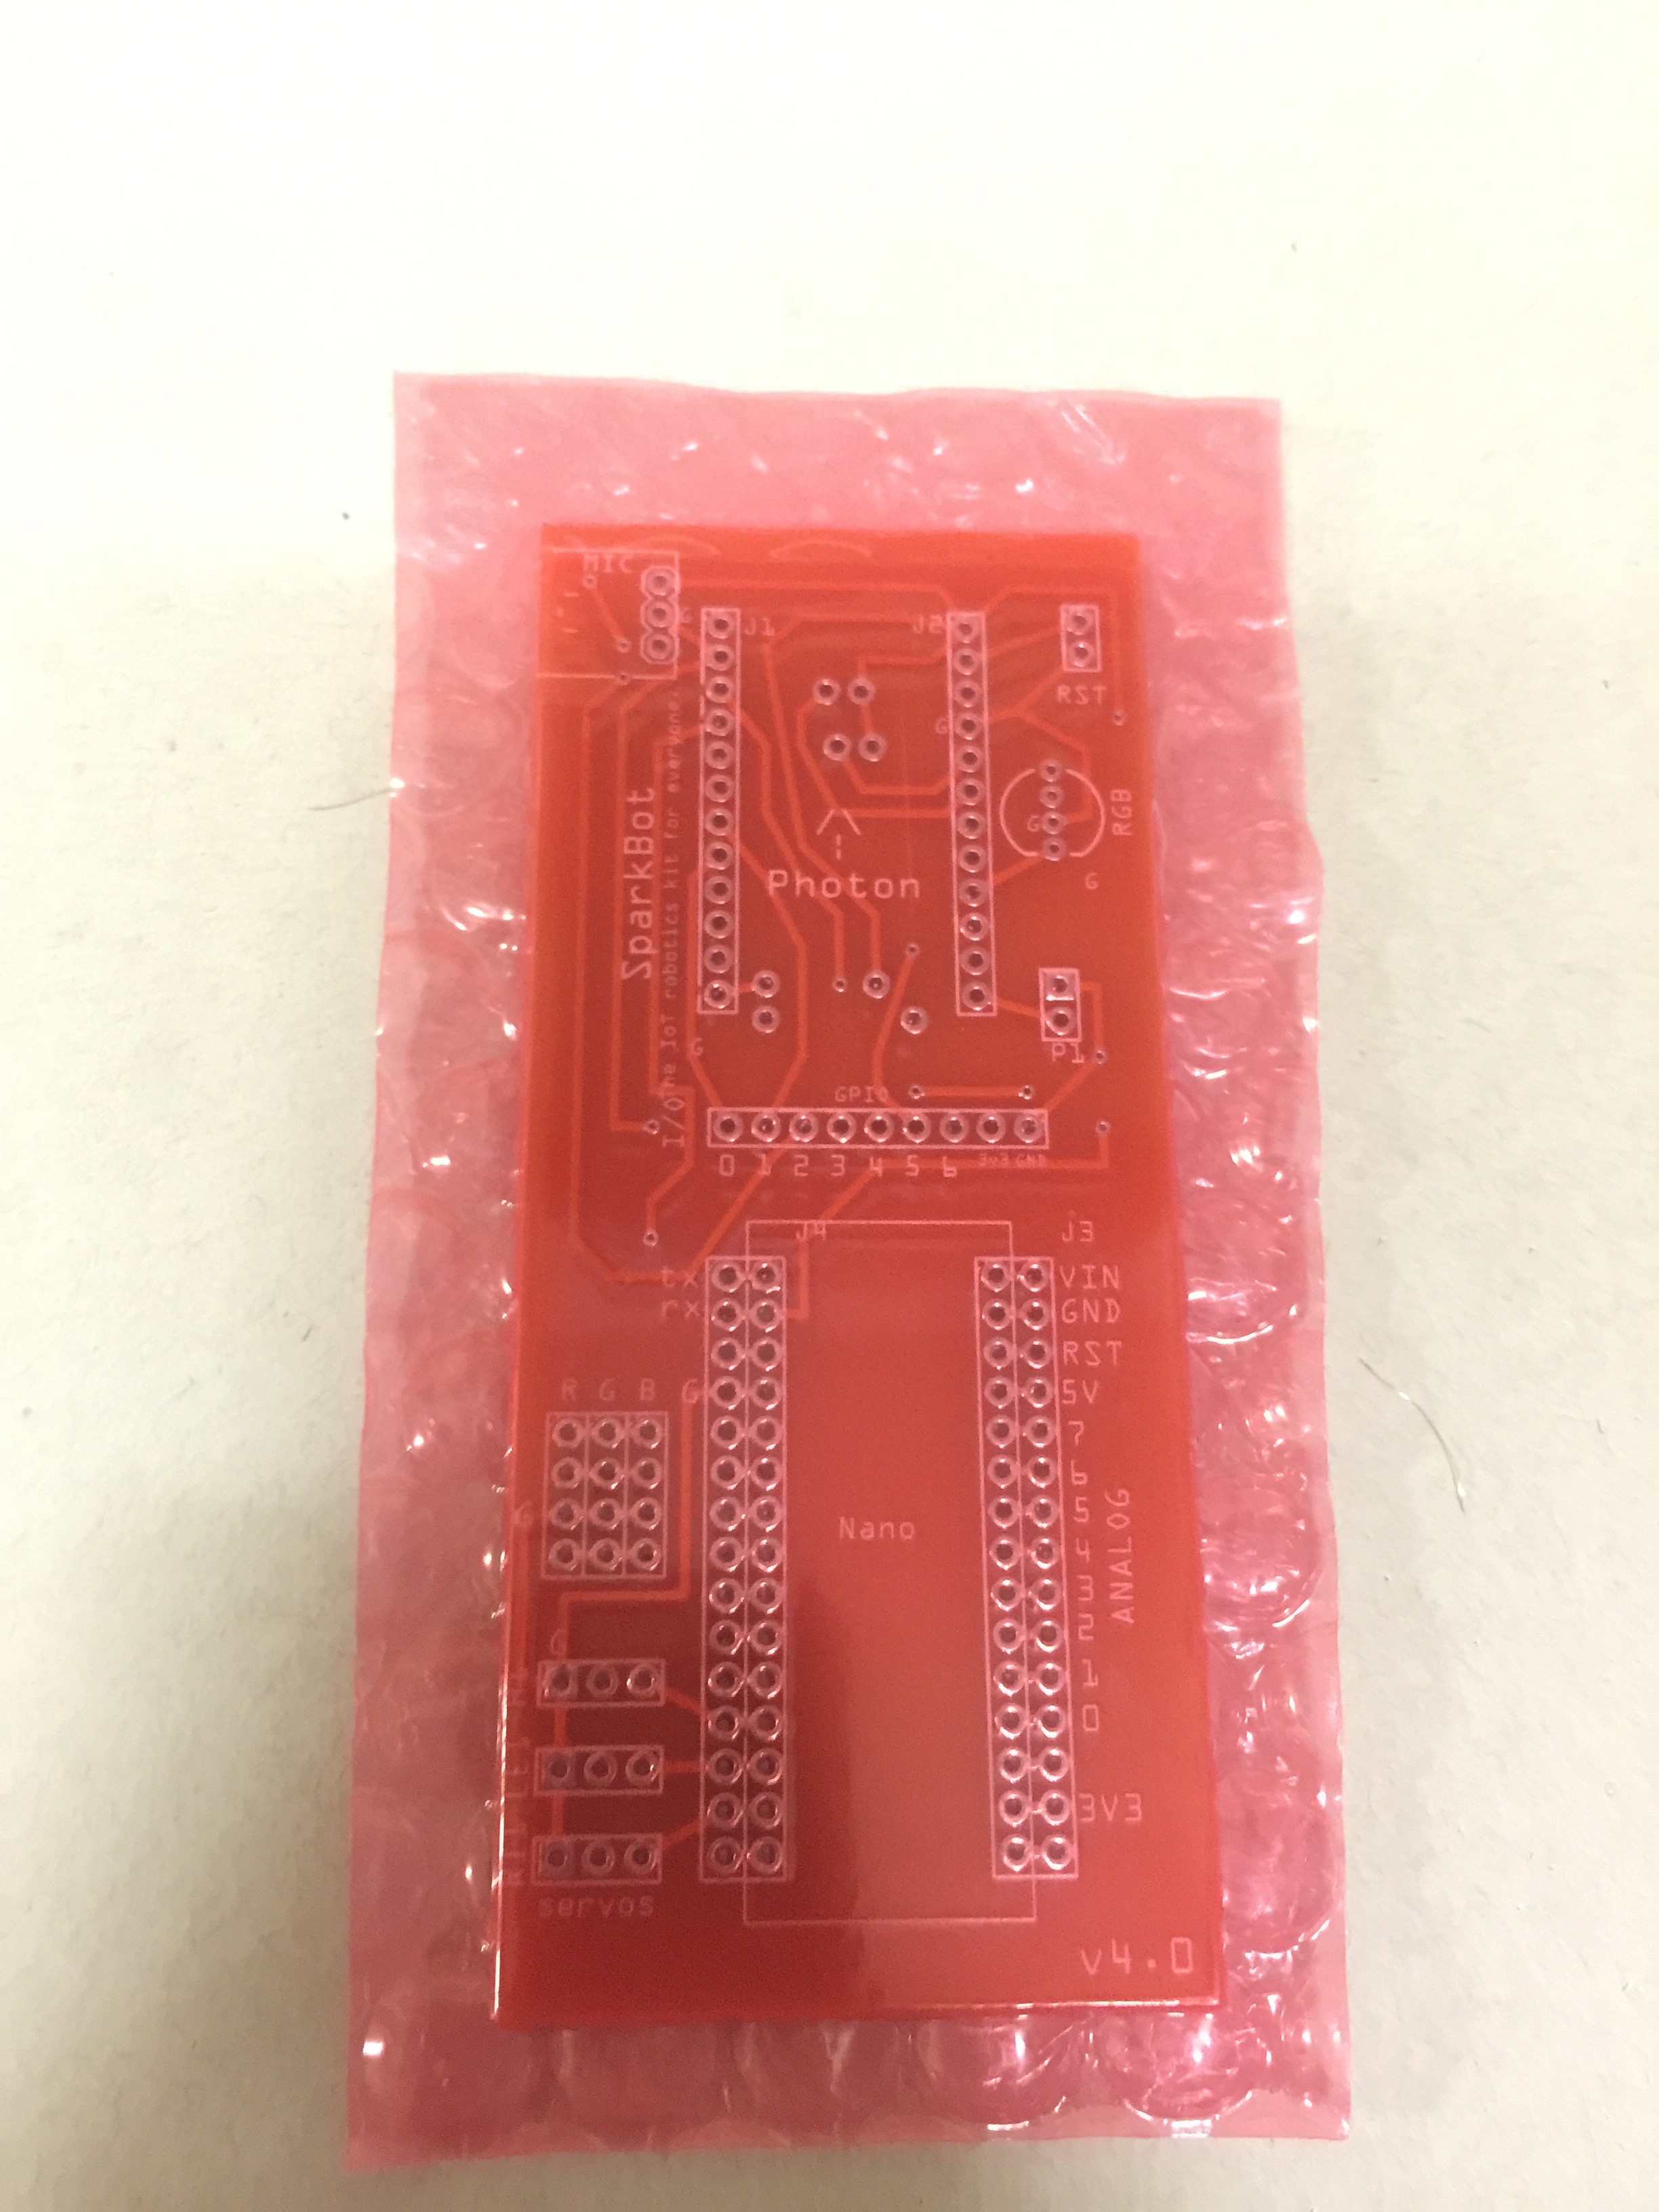 MIC
G
J1
J2
RST
G
SparkBot
I/One IoT robotics kit for everyone.
Photon
G
RGB
G
G
P1
GPIO
0 1 2 3 4 5 6 3v3 GND
J4
J3
tx
rx
VIN
GND
RST
5V
7
6
5
4
3
2
1
0
3V3
ANALOG
R G B G
G
Nano
G
servos
v4.0